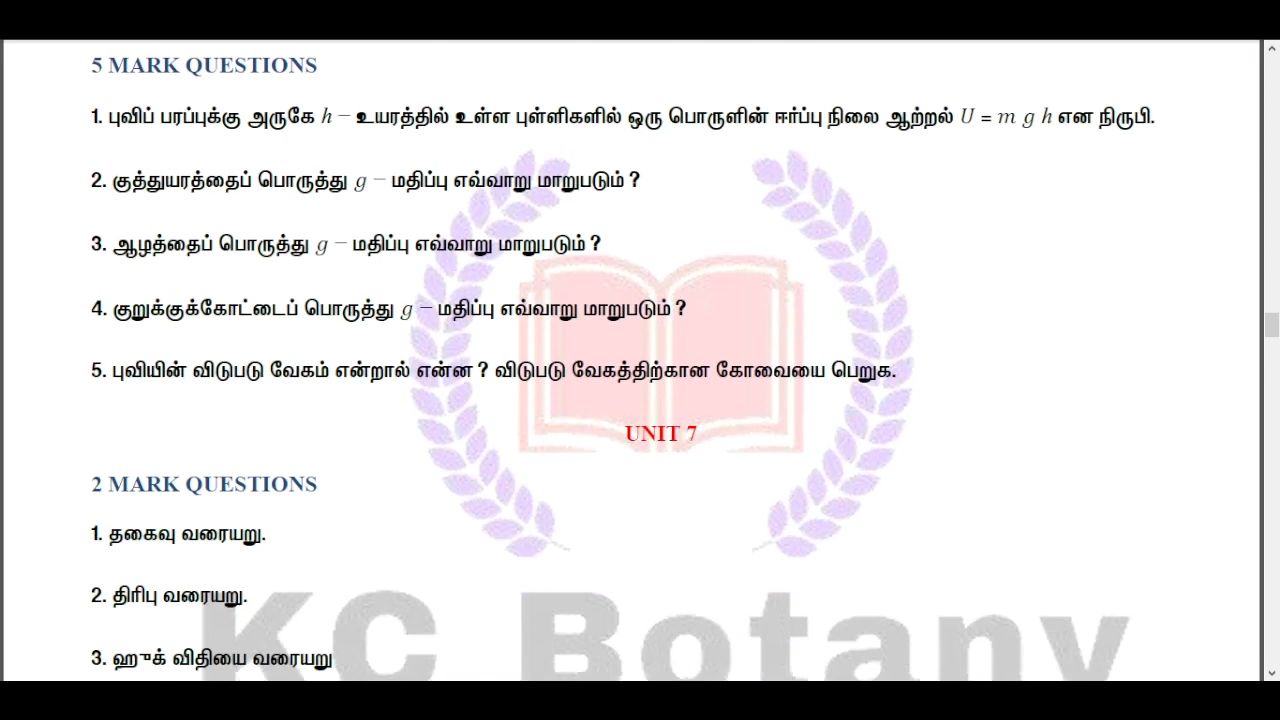 5 MARK QUESTIONS
1. புவிப் பரப்புக்கு அருகே h – உயரத்தில் உள்ள புள்ளிகளில் ஒரு பொருளின் ஈர்ப்பு நிலை ஆற்றல் U = m g h என நிருபி.
2. குத்துயரத்தைப் பொருத்து g – மதிப்பு எவ்வாறு மாறுபடும் ?
3. ஆழத்தைப் பொருத்து g – மதிப்பு எவ்வாறு மாறுபடும் ?
4. குறுக்குக்கோட்டைப் பொருத்து g – மதிப்பு எவ்வாறு மாறுபடும் ?
5. புவியின் விடுபடு வேகம் என்றால் என்ன ? விடுபடு வேகத்திற்கான கோவையை பெறுக.
UNIT 7
2 MARK QUESTIONS
1. தகைவு வரையறு.
2. திரிபு வரையறு.
3. ஹுக் விதியை வரையறு
KC Botany